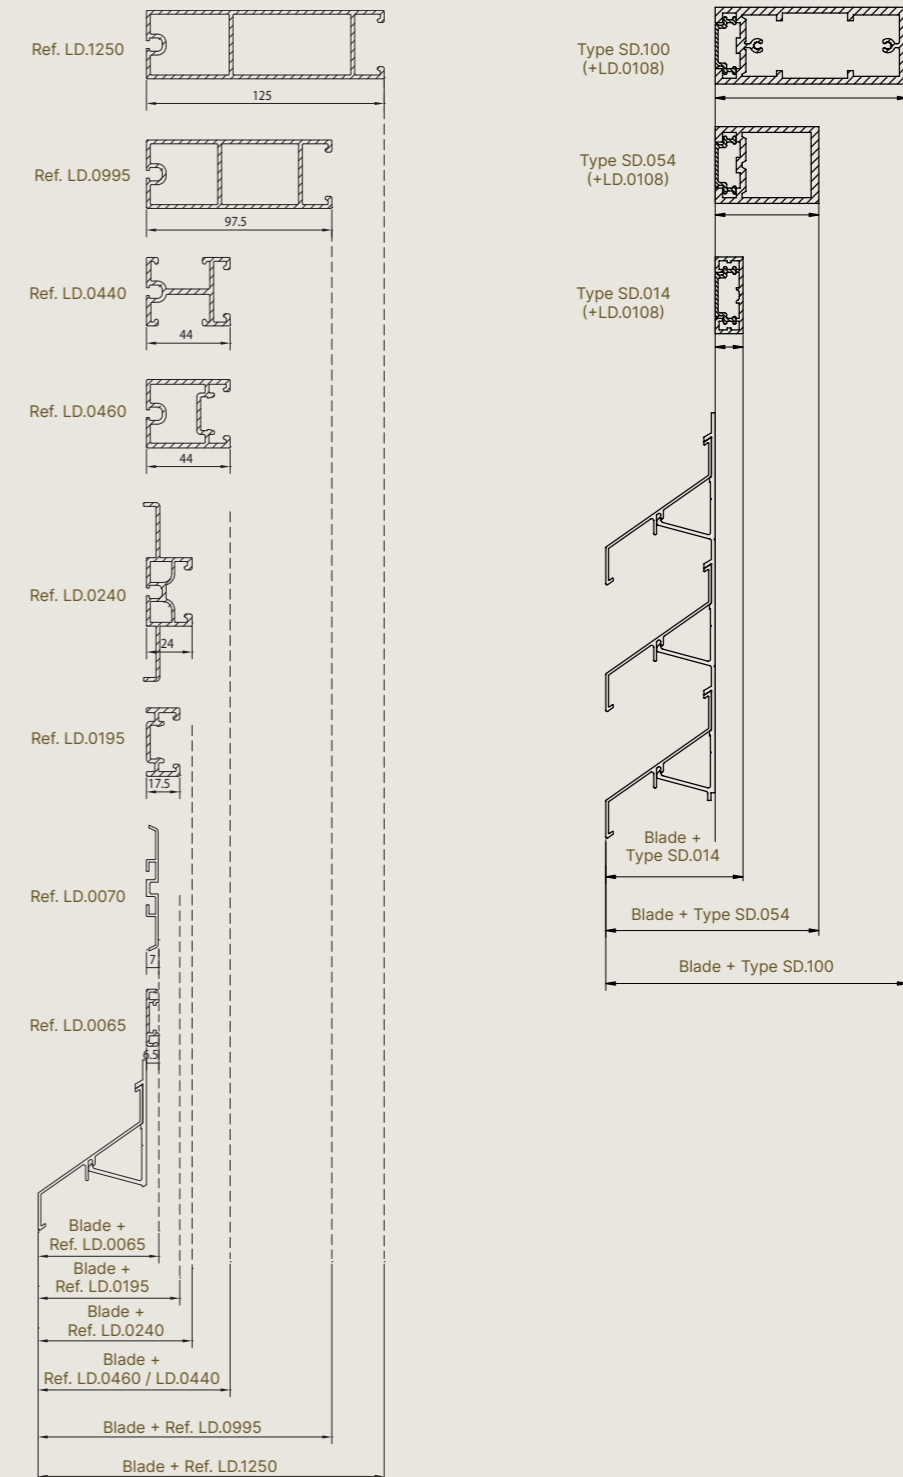 Ref. LD.1250
125
Ref. LD.0995
97.5
Ref. LD.0440
44
Ref. LD.0460
44
Ref. LD.0240
24
Ref. LD.0195
17.5
Ref. LD.0070
7
Ref. LD.0065
6.5
Blade +
Ref. LD.0065
Blade +
Ref. LD.0195
Blade +
Ref. LD.0240
Blade +
Ref. LD.0460 / LD.0440
Blade + Ref. LD.0995
Blade + Ref. LD.1250
Type SD.100
(+LD.0108)
Type SD.054
(+LD.0108)
Type SD.014
(+LD.0108)
Blade +
Type SD.014
Blade + Type SD.054
Blade + Type SD.100